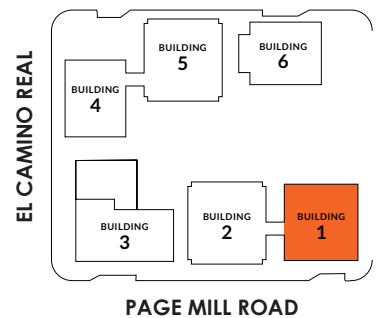 BUILDING
5
BUILDING
6
BUILDING
4
EL CAMINO REAL
BUILDING
3
BUILDING
2
BUILDING
1
PAGE MILL ROAD